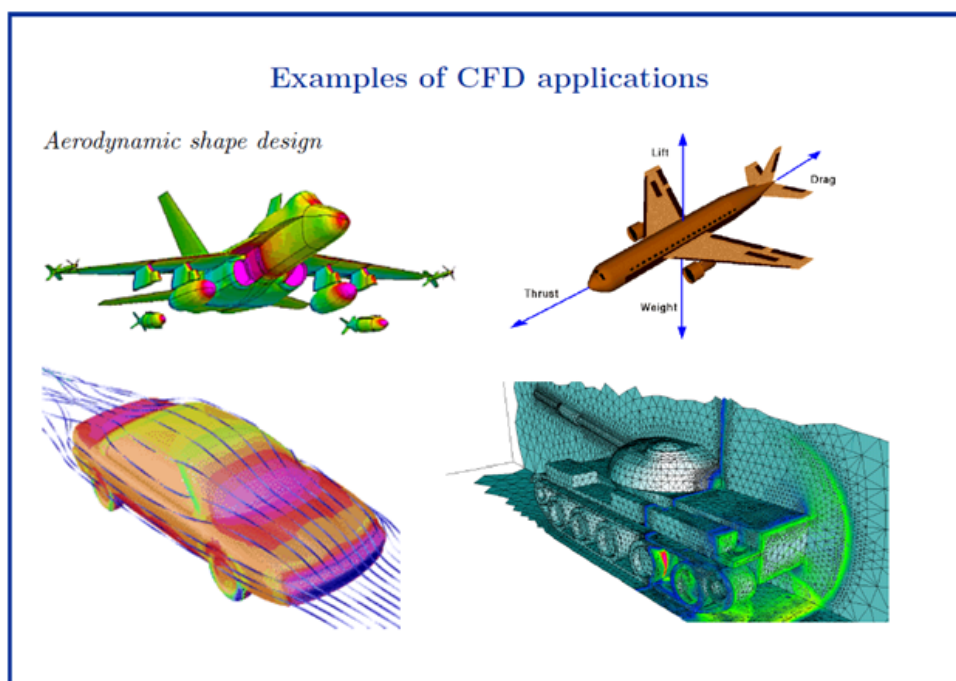 Examples of CFD applications
Aerodynamic shape design
Lift
Drag
Thrust
Weight